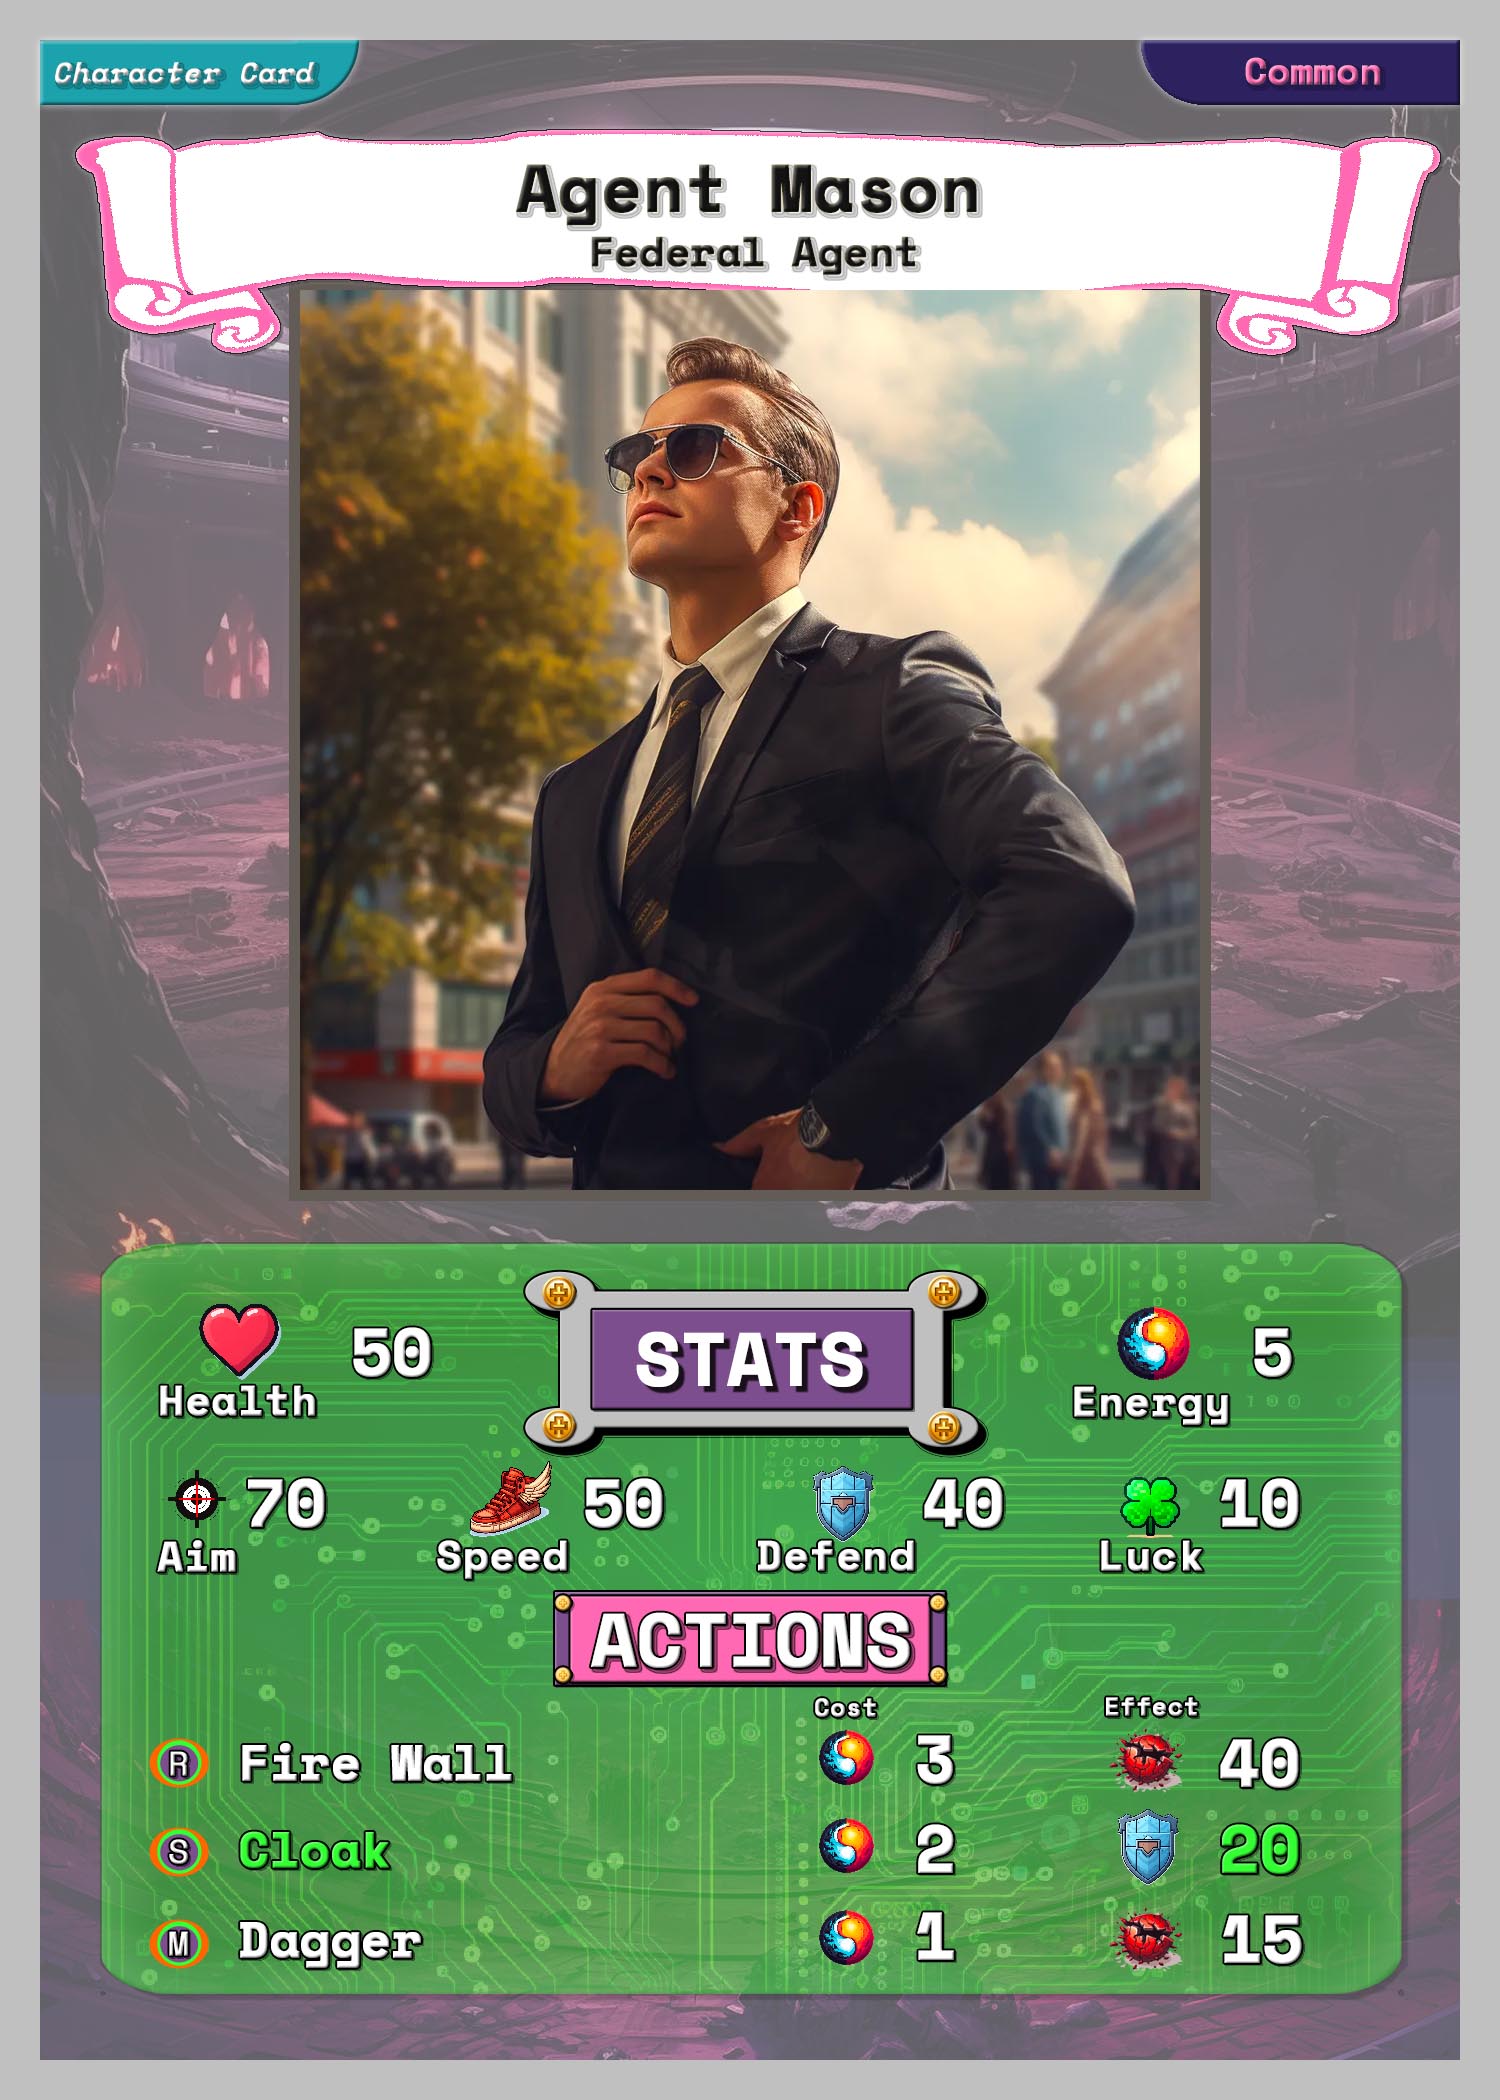 Character Card
Common
Agent Mason
Federal Agent
50
STATS
5
Health
Energy
70
50
40
10
Aim
Speed
Defend
Luck
ACTIONS
Cost
Effect
R Fire Wall 3 40
S Cloak 2 20
M Dagger 1 15